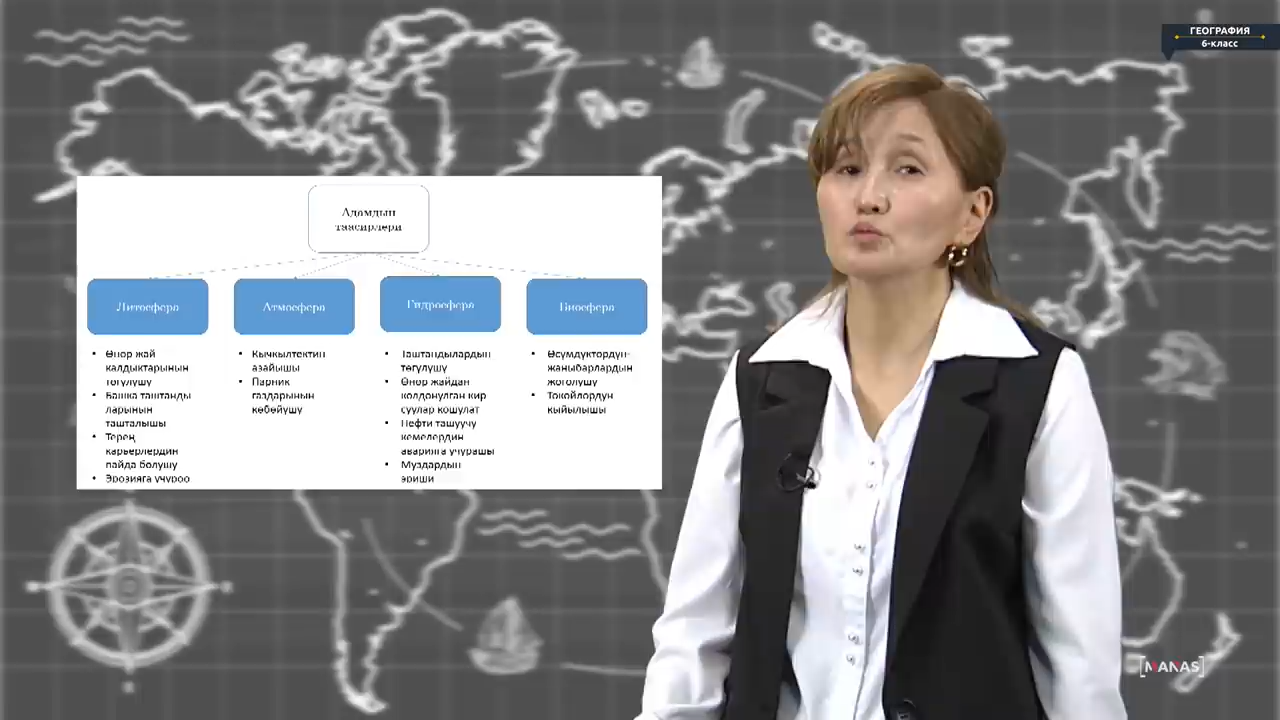 ГЕОГРАФИЯ
6-класс
Адамдын
таасирлери
Литосфера
Атмосфера
Гидросфера
Биосфера
• Өнөр жай
калдыктарынын
төгүлүшү
• Башка таштанды
ларынын
ташталышы
• Терең
карьерлердин
пайда болушу
• Эрозияга учуроо
• Кычкылтектин
азайышы
• Парник
газдарынын
көбөйүшү
• Таштандылардын
төгүлүшү
• Өнөр жайдан
колдонулган кир
суулар кошулат
• Нефти ташуучу
кемелердин
аварияга учурашы
• Муздардын
эриши
• Өсүмдүктөрдүн-
жаныбарлардын
жоголушу
• Токойлордун
кыйылышы
[MANAS]